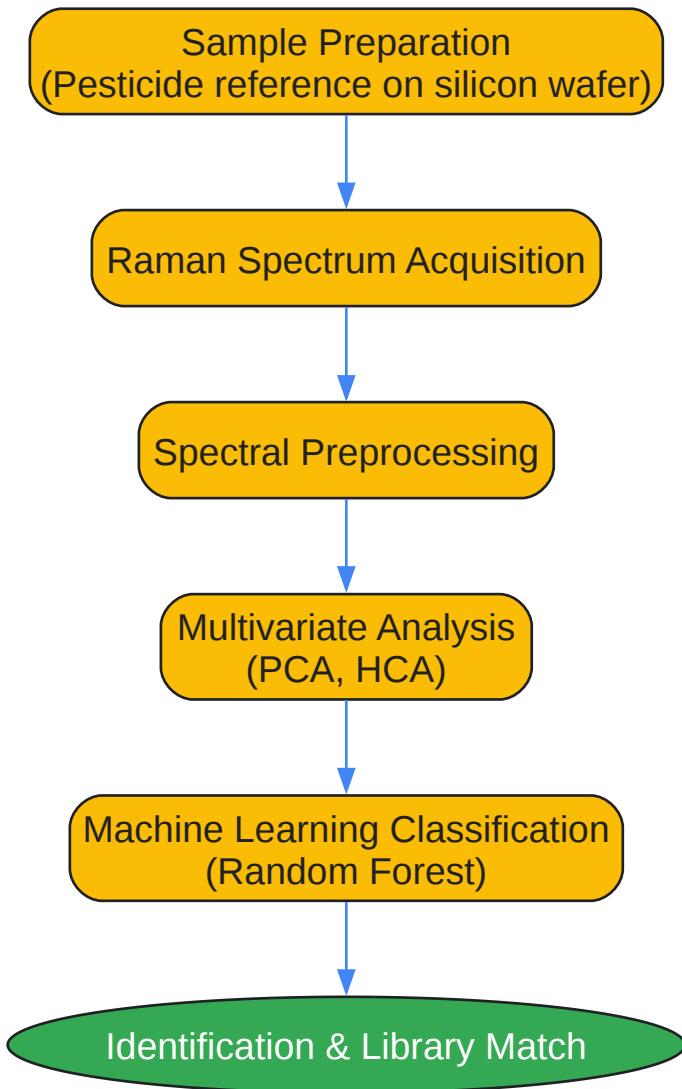 Sample Preparation
(Pesticide reference on silicon wafer)
Raman Spectrum Acquisition
Spectral Preprocessing
Multivariate Analysis
(PCA, HCA)
Machine Learning Classification
(Random Forest)
Identification & Library Match